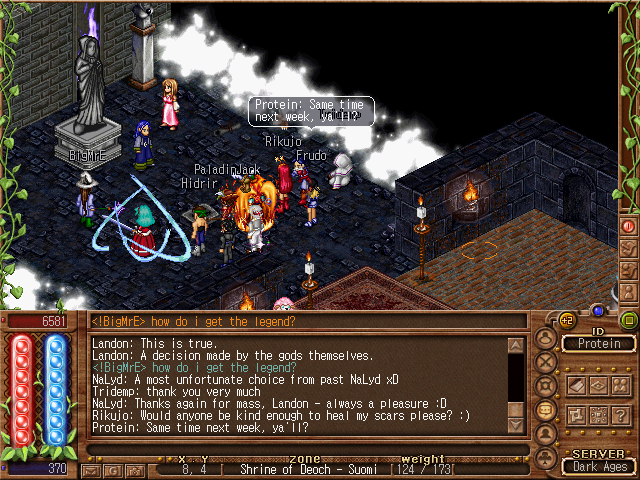 Protein: Same time
next week, ya'll?
Rikujo
Frudo
BigMrE
PaladinJack
Hidrir
6581
<!BigMrE> how do i get the legend?
+2
ID
Protein
Landon: This is true.
Landon: A decision made by the gods themselves.
<!BigMrE> how do i get the legend?
NaLyd: A most unfortunate choice from past NaLyd xD
Tridemp: thank you very much
NaLyd: Thanks again for mass, Landon - always a pleasure :D
Rikujo: Would anyone be kind enough to heal my scars please? :)
Protein: Same time next week, ya'll?
?
370
x y zone weight
8, 4 [ Shrine of Deoch - Suomi [124 / 173[
SERVER
Dark Ages